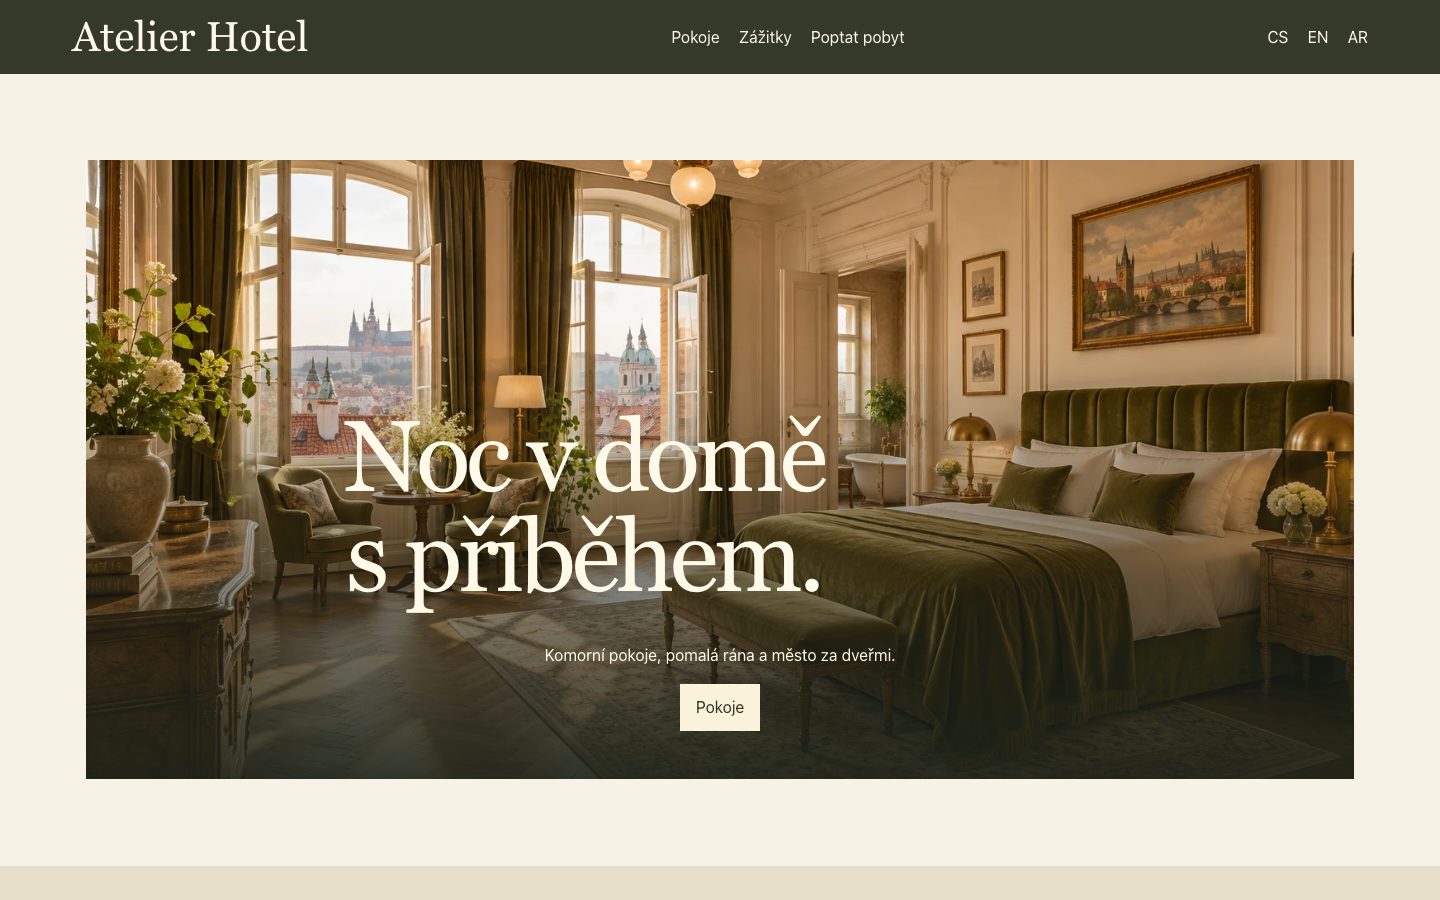 Atelier Hotel
Pokoje Zážitky Poptat pobyt
CS EN AR
Noc v domě
s příběhem.
Komorní pokoje, pomalá rána a město za dveřmi.
Pokoje